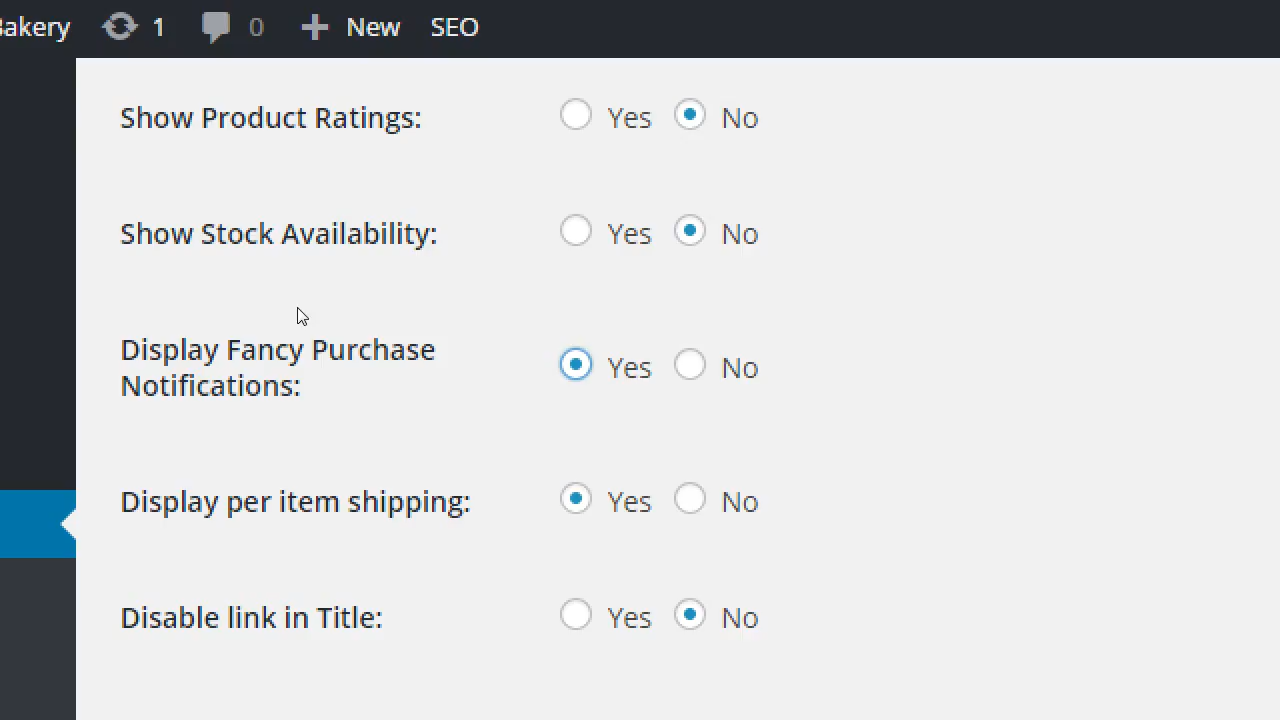 Bakery 1 0 New SEO
Show Product Ratings: Yes No
Show Stock Availability: Yes No
Display Fancy Purchase
Notifications: Yes No
Display per item shipping: Yes No
Disable link in Title: Yes No